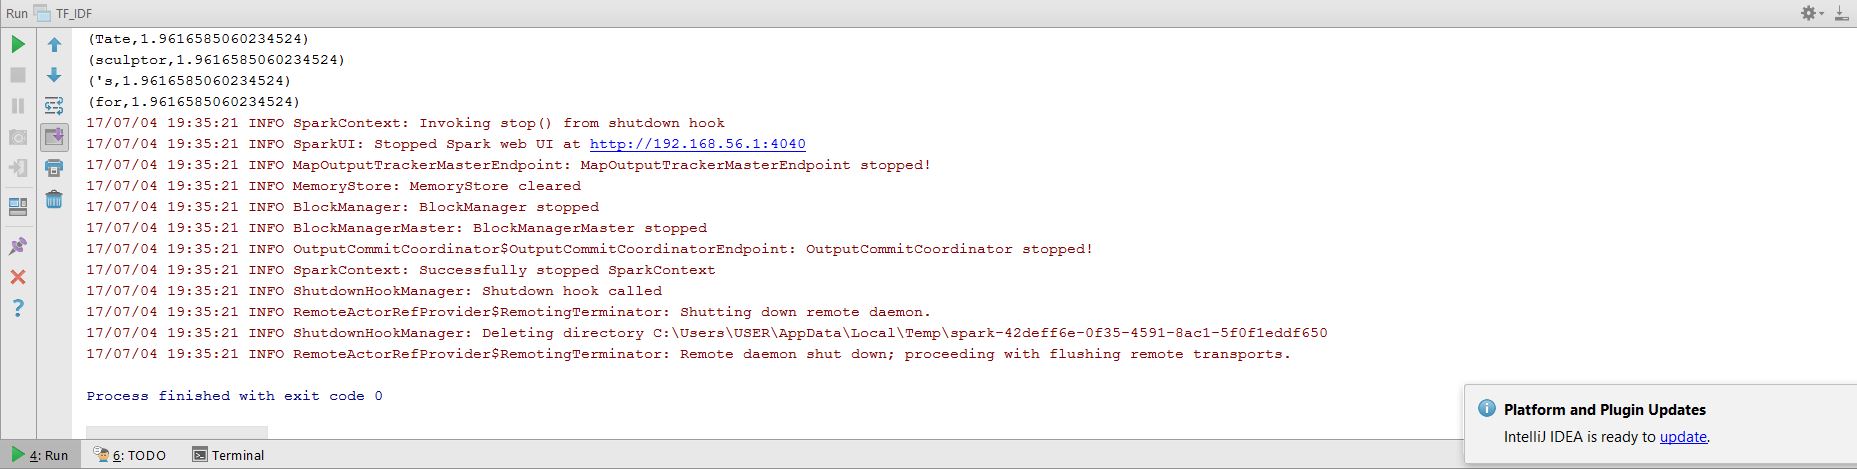 Run TF_IDF
(Tate,1.9616585060234524)
(sculptor,1.9616585060234524)
('s,1.9616585060234524)
(for,1.9616585060234524)
17/07/04 19:35:21 INFO SparkContext: Invoking stop() from shutdown hook
17/07/04 19:35:21 INFO SparkUI: Stopped Spark web UI at http://192.168.56.1:4040
17/07/04 19:35:21 INFO MapOutputTrackerMasterEndpoint: MapOutputTrackerMasterEndpoint stopped!
17/07/04 19:35:21 INFO MemoryStore: MemoryStore cleared
17/07/04 19:35:21 INFO BlockManager: BlockManager stopped
17/07/04 19:35:21 INFO BlockManagerMaster: BlockManagerMaster stopped
17/07/04 19:35:21 INFO OutputCommitCoordinator$OutputCommitCoordinatorEndpoint: OutputCommitCoordinator stopped!
17/07/04 19:35:21 INFO SparkContext: Successfully stopped SparkContext
17/07/04 19:35:21 INFO ShutdownHookManager: Shutdown hook called
17/07/04 19:35:21 INFO RemoteActorRefProvider$RemotingTerminator: Shutting down remote daemon.
17/07/04 19:35:21 INFO ShutdownHookManager: Deleting directory C:\Users\USER\AppData\Local\Temp\spark-42deff6e-0f35-4591-8ac1-5f0f1eddf650
17/07/04 19:35:21 INFO RemoteActorRefProvider$RemotingTerminator: Remote daemon shut down; proceeding with flushing remote transports.
Process finished with exit code 0
Platform and Plugin Updates
IntelliJ IDEA is ready to update.
4: Run 6: TODO Terminal